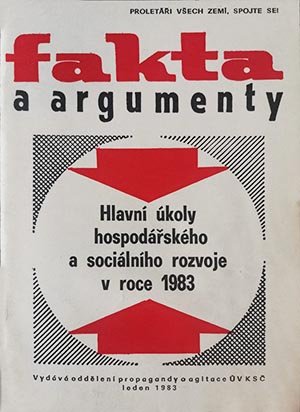 PROLETÁŘI VŠECH ZEMÍ, SPOJTE SE!
fakta
a argumenty
Hlavní úkoly
hospodářského
a sociálního rozvoje
v roce 1983
Vydává oddělení propagandy a agitace ÚV KSČ
leden 1983